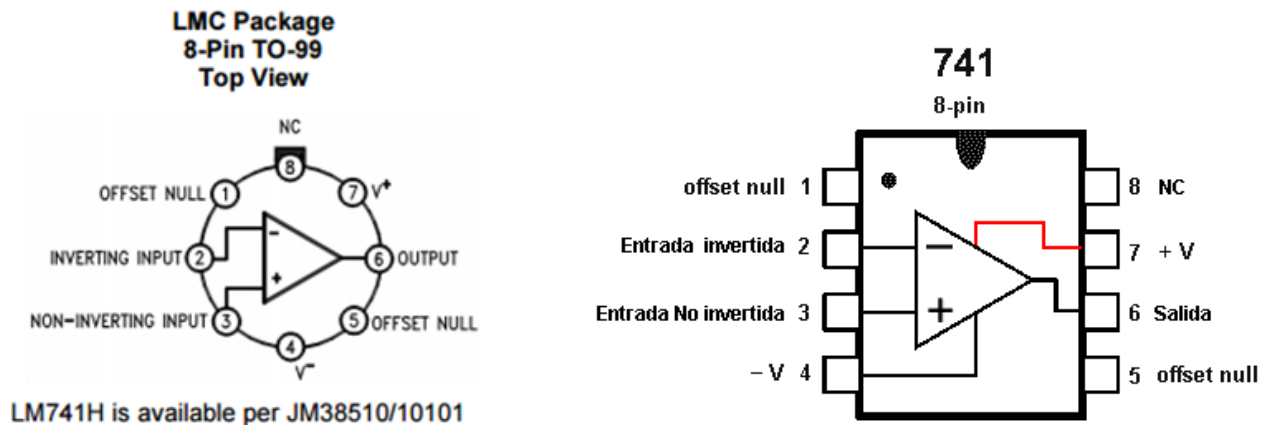 LMC Package
8-Pin TO-99
Top View
NC
8
OFFSET NULL 1
7 V+
INVERTING INPUT 2
- 
6 OUTPUT
+
NON-INVERTING INPUT 3
5 OFFSET NULL
4
V-
LM741H is available per JM38510/10101
741
8-pin
offset null 1
8 NC
Entrada invertida 2
−
7 + V
Entrada No invertida 3
+
6 Salida
− V 4
5 offset null